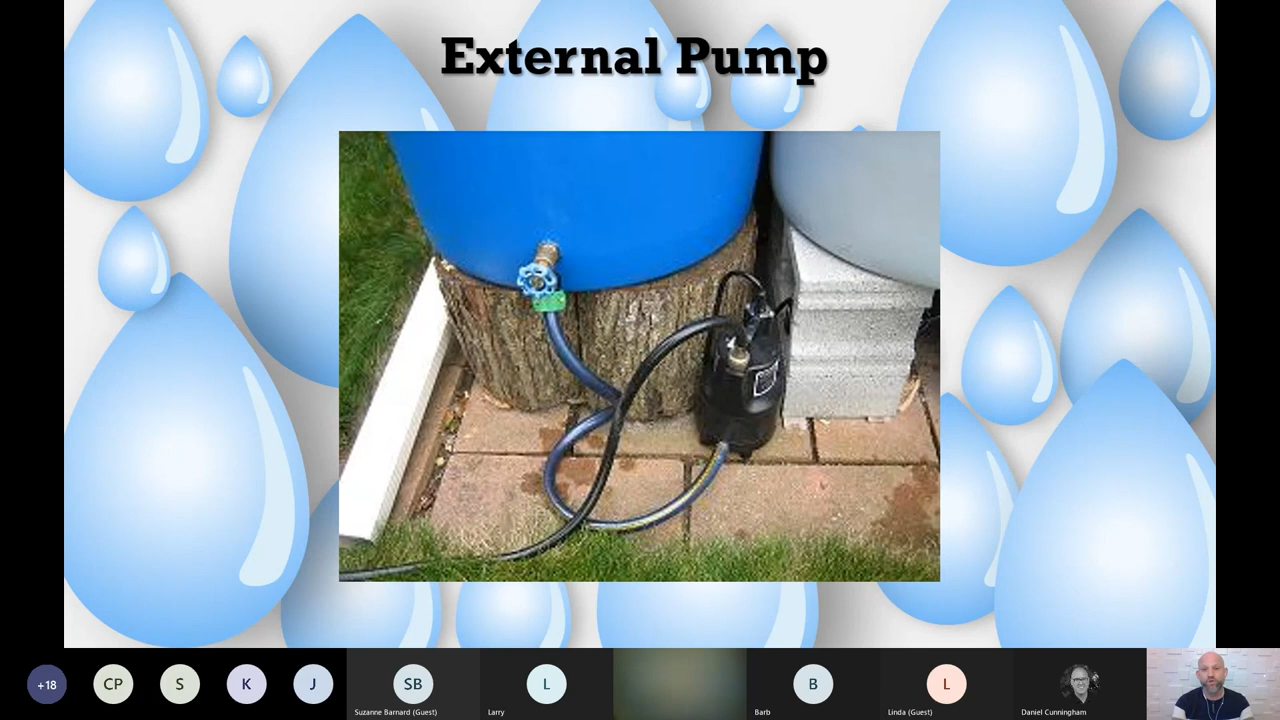 External Pump
+18
CP
S
K
J
SB
L
B
L
Suzanne Barnard (Guest)
Larry
Barb
Linda (Guest)
Daniel Cunningham